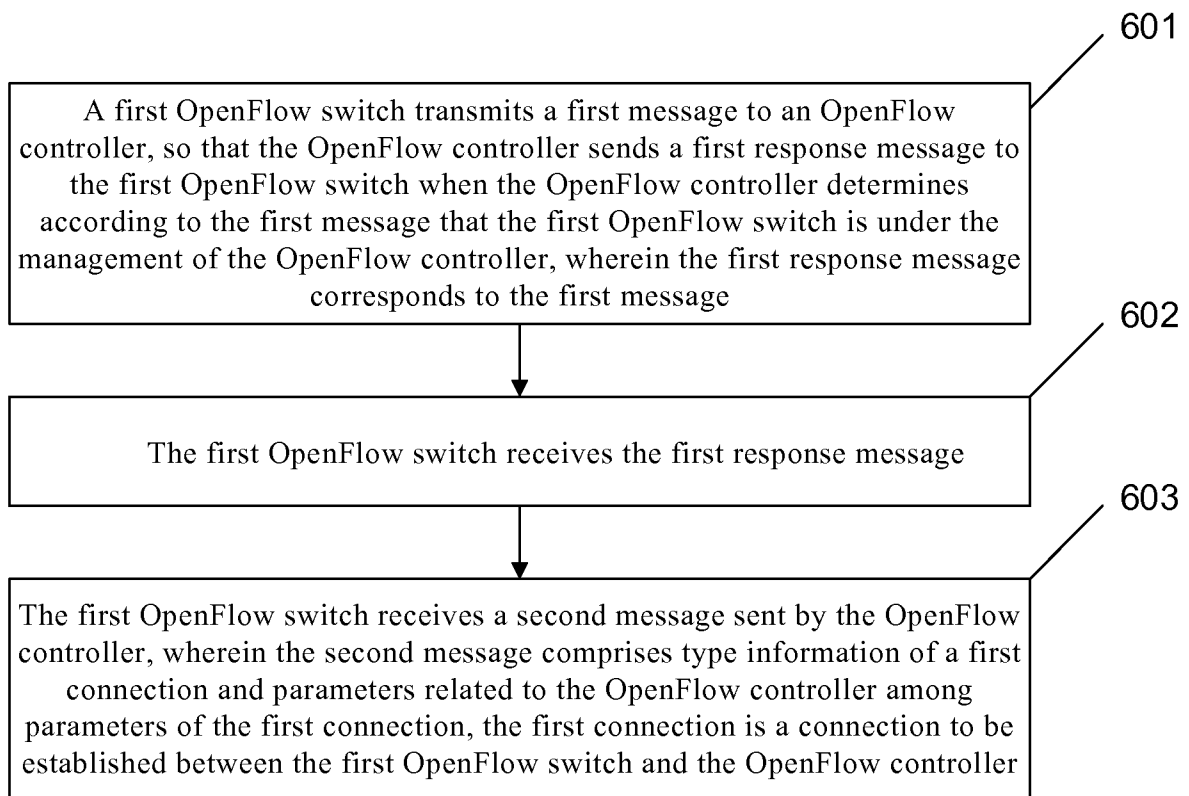 601
A first OpenFlow switch transmits a first message to an OpenFlow
controller, so that the OpenFlow controller sends a first response message to
the first OpenFlow switch when the OpenFlow controller determines
according to the first message that the first OpenFlow switch is under the
management of the OpenFlow controller, wherein the first response message
corresponds to the first message
602
The first OpenFlow switch receives the first response message
603
The first OpenFlow switch receives a second message sent by the OpenFlow
controller, wherein the second message comprises type information of a first
connection and parameters related to the OpenFlow controller among
parameters of the first connection, the first connection is a connection to be
established between the first OpenFlow switch and the OpenFlow controller